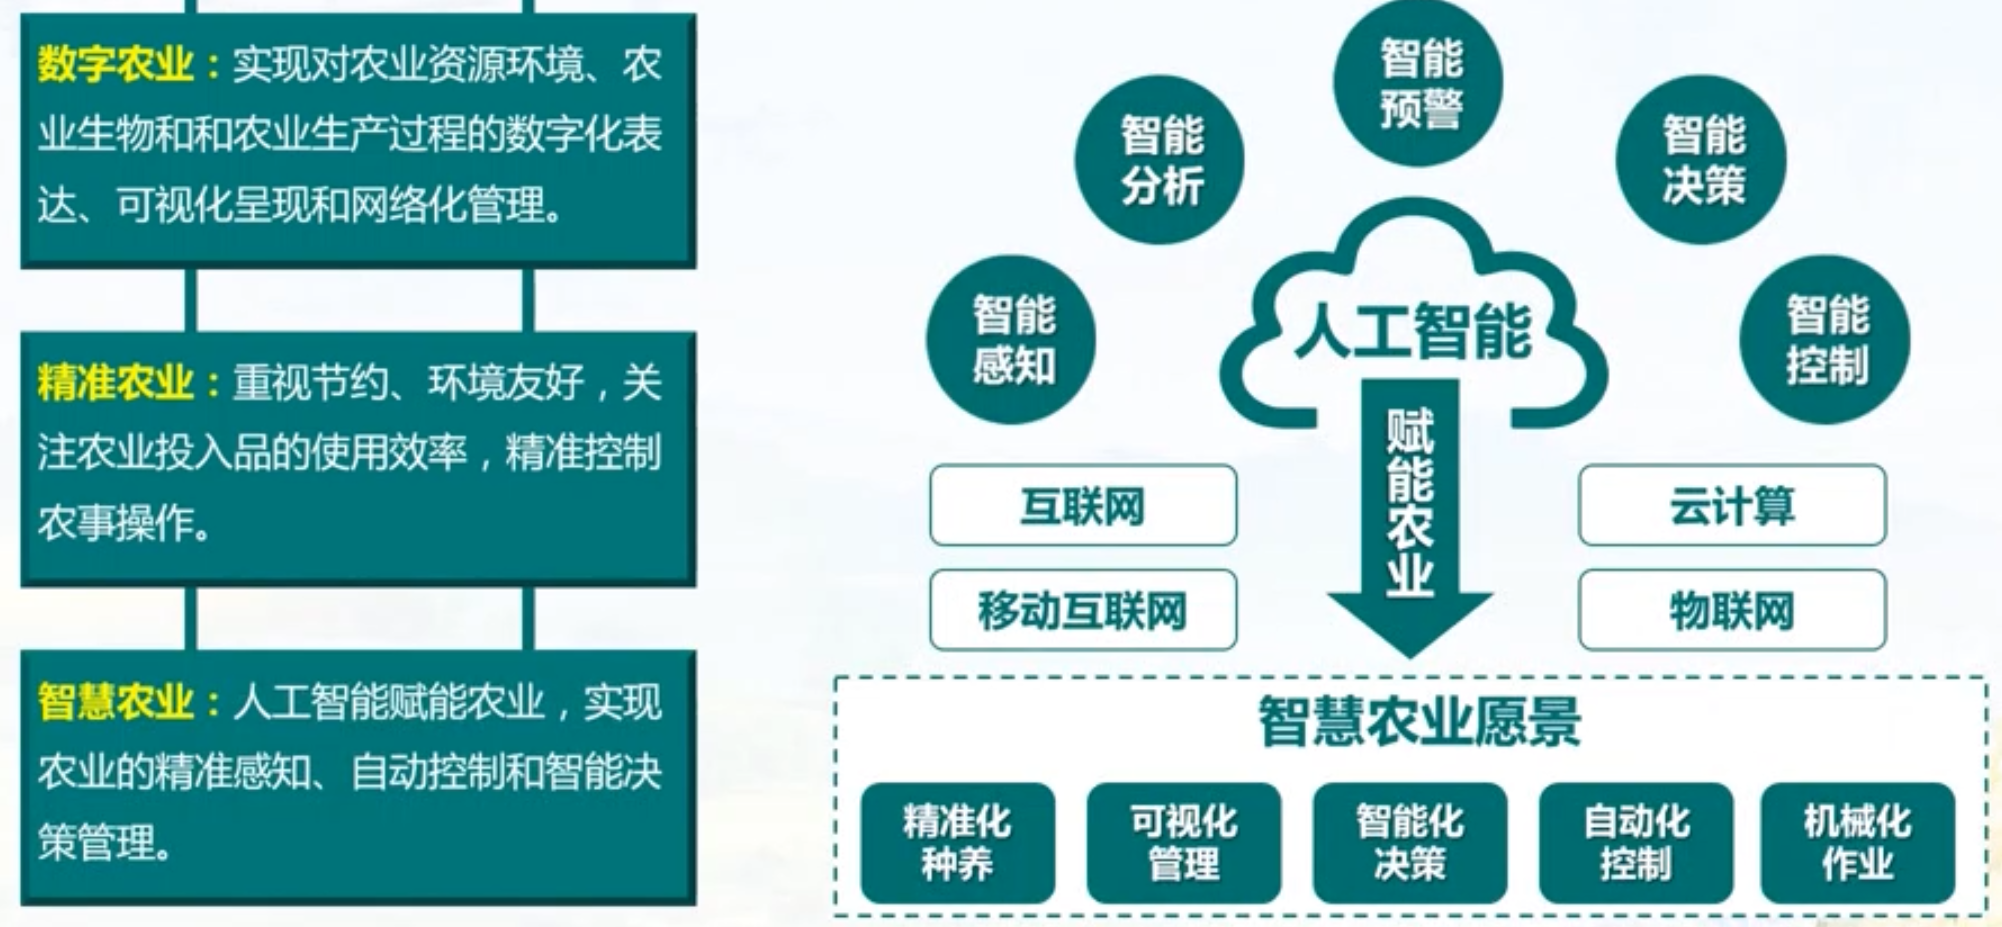 数字农业：实现对农业资源环境、农
业生物和和农业生产过程的数字化表
达、可视化呈现和网络化管理。
精准农业：重视节约、环境友好，关
注农业投入品的使用效率，精准控制
农事操作。
智慧农业：人工智能赋能农业，实现
农业的精准感知、自动控制和智能决
策管理。
智能
感知
智能
分析
智能
预警
智能
决策
智能
控制
人工智能
赋能农业
互联网
移动互联网
云计算
物联网
智慧农业愿景
精准化
种养
可视化
管理
智能化
决策
自动化
控制
机械化
作业